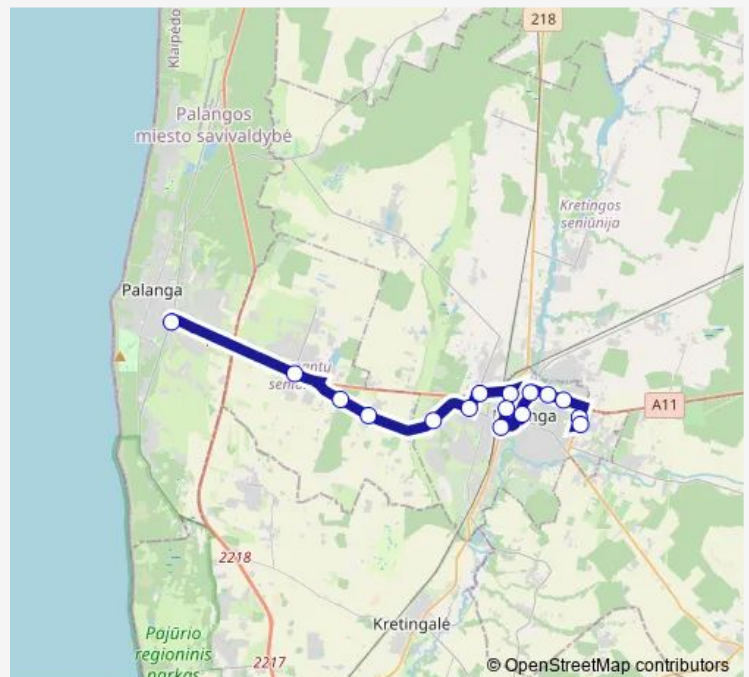 218
Klaipėdo
Palangos
miesto savivaldybė
Kretingos
seniūnija
Palanga
A11
2218
Kretingalė
Pajūrio
regioninis
parkas
2217
© OpenStreetMap contributors